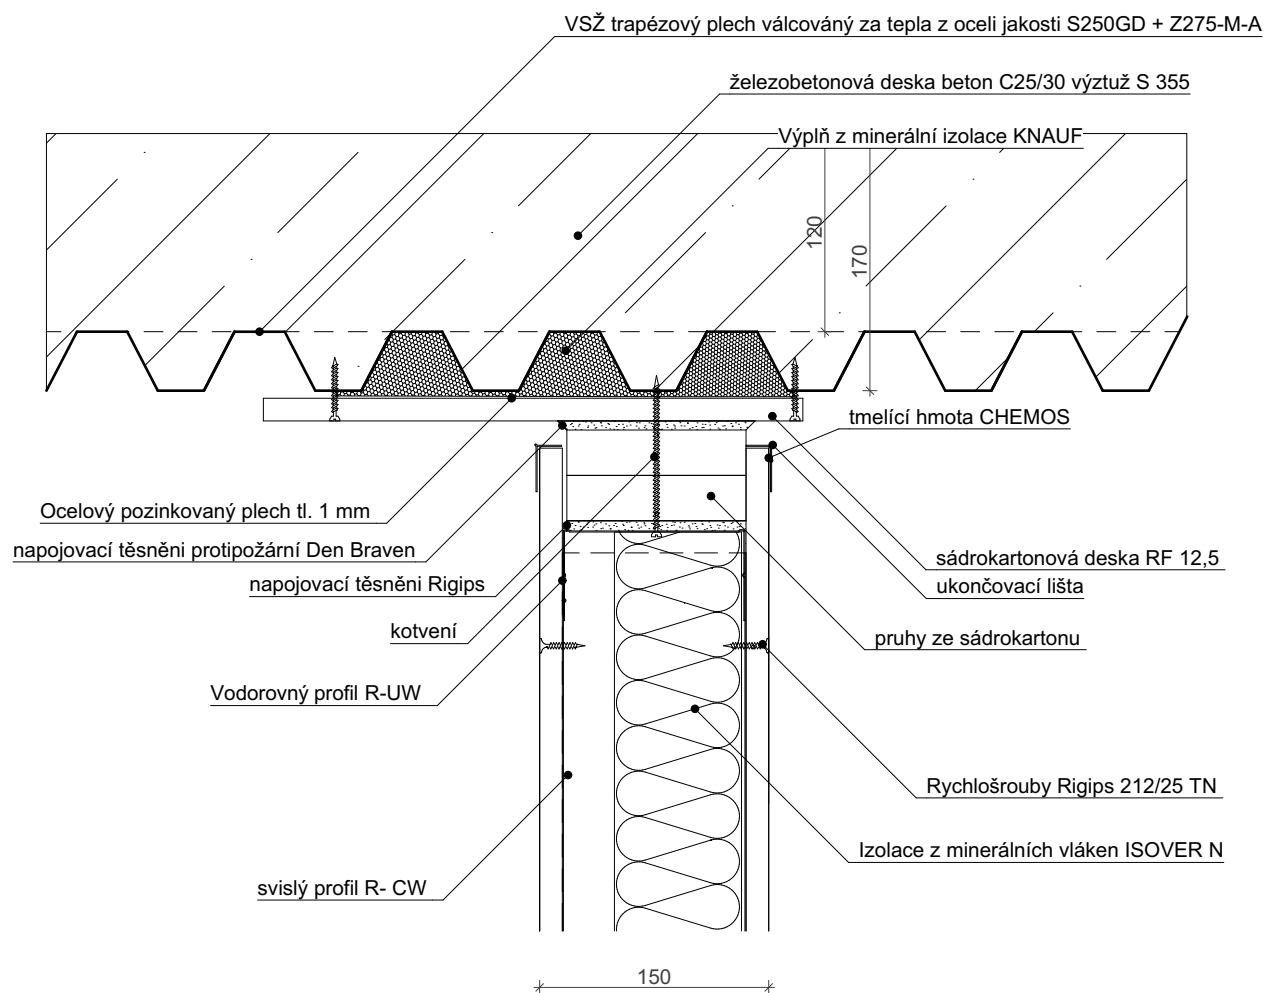 VSŽ trapézový plech válcováný za tepla z oceli jakosti S250GD + Z275-M-A
železobetonová deska beton C25/30 výztuž S 355
Výplň z minerální izolace KNAUF
120
170
tmelící hmota CHEMOS
Ocelový pozinkovaný plech tl. 1 mm
napojovací těsněni protipožární Den Braven
sádrokartonová deska RF 12,5
napojovací těsněni Rigips
ukončovací lišta
kotvení
pruhy ze sádrokartonu
Vodorovný profil R-UW
Rychlošrouby Rigips 212/25 TN
Izolace z minerálních vláken ISOVER N
svislý profil R- CW
150